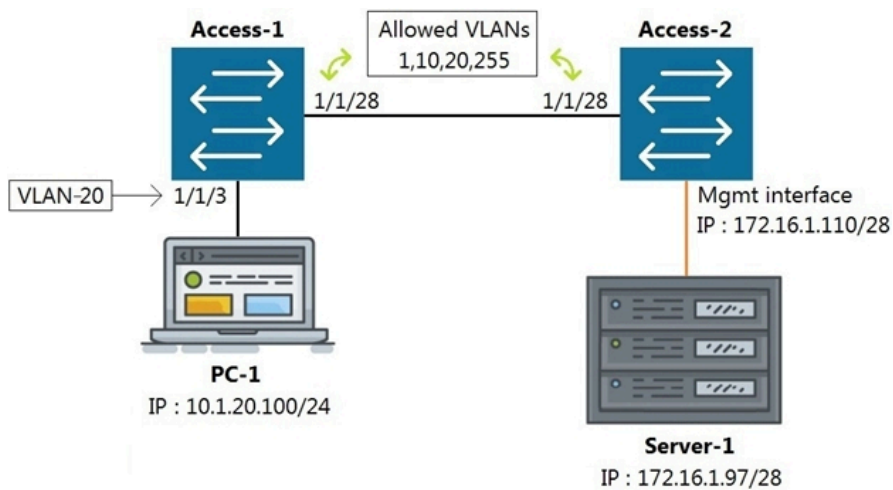 Access-1
Allowed VLANs
1,10,20,255
Access-2
1/1/28
1/1/28
VLAN-20
1/1/3
Mgmt interface
IP : 172.16.1.110/28
PC-1
IP : 10.1.20.100/24
Server-1
IP : 172.16.1.97/28